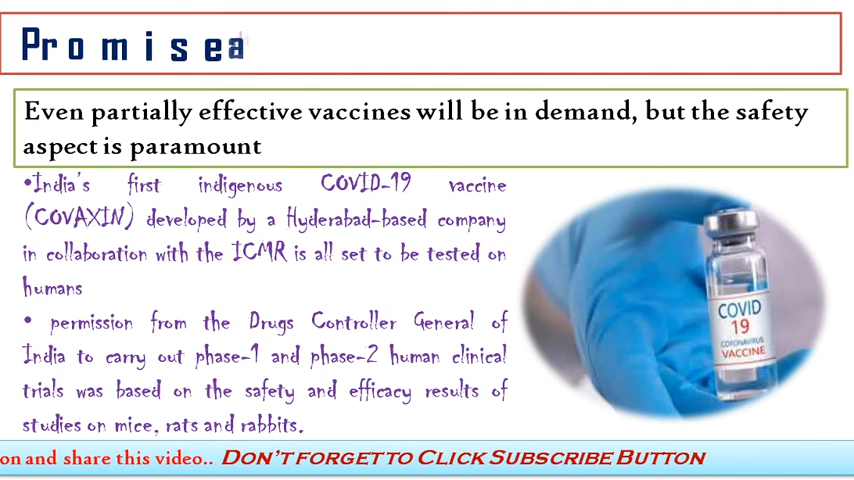 Promise a
Even partially effective vaccines will be in demand, but the safety
aspect is paramount
•India's first indigenous COVID-19 vaccine
(COVAXIN) developed by a Hyderabad-based company
in collaboration with the ICMR is all set to be tested on
humans
• permission from the Drugs Controller General of
India to carry out phase-1 and phase-2 human clinical
trials was based on the safety and efficacy results of
studies on mice, rats and rabbits.
COVID
19
CORONAVIRUS
VACCINE
on and share this video.. DON'T FORGET TO CLICK SUBSCRIBE BUTTON